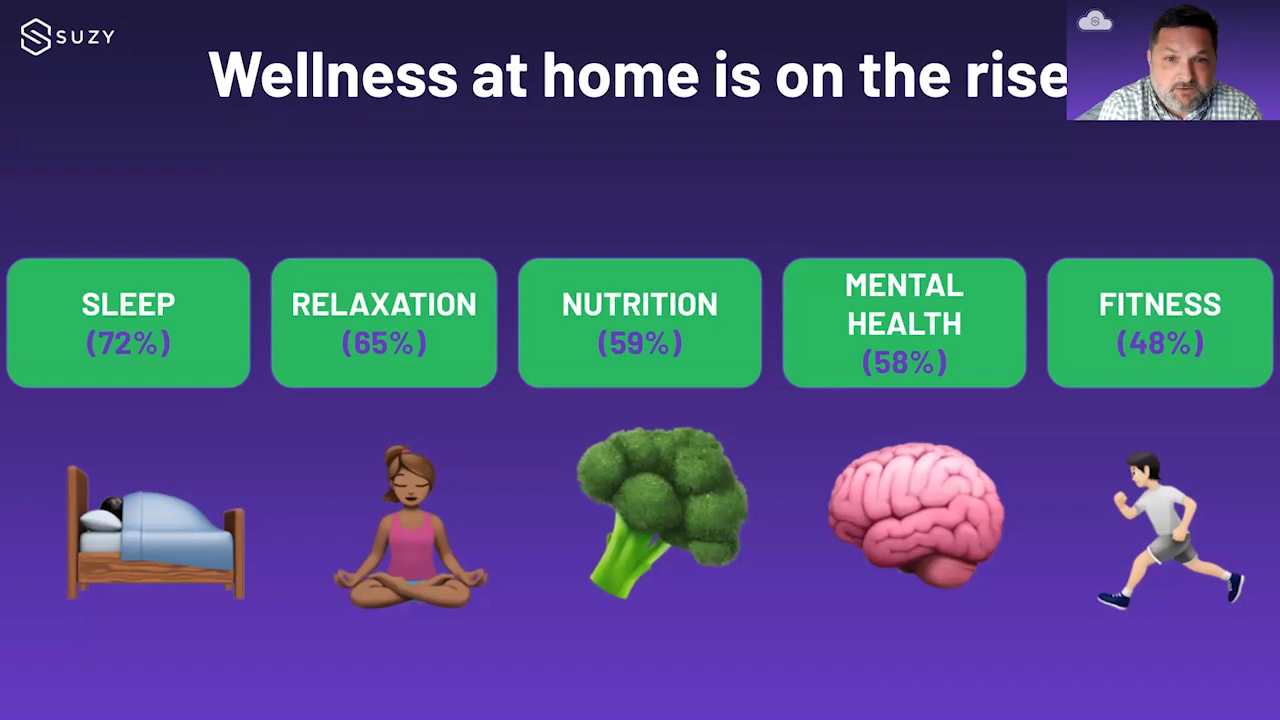 SUZY
Wellness at home is on the rise
SLEEP
(72%)
RELAXATION
(65%)
NUTRITION
(59%)
MENTAL
HEALTH
(58%)
FITNESS
(48%)